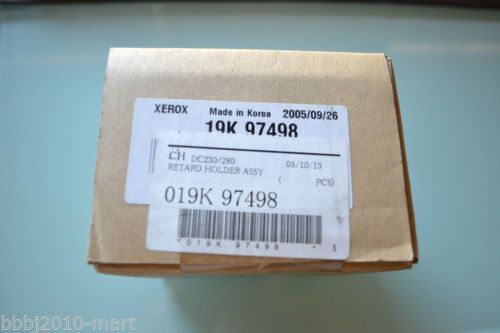 XEROX Made in Korea 2005/09/26
19K 97498
CH DC230/280 05/10/13
RETARD HOLDER ASSY ( PCS)
019K 97498
*019K 97498* 5
bbbj2010-mart